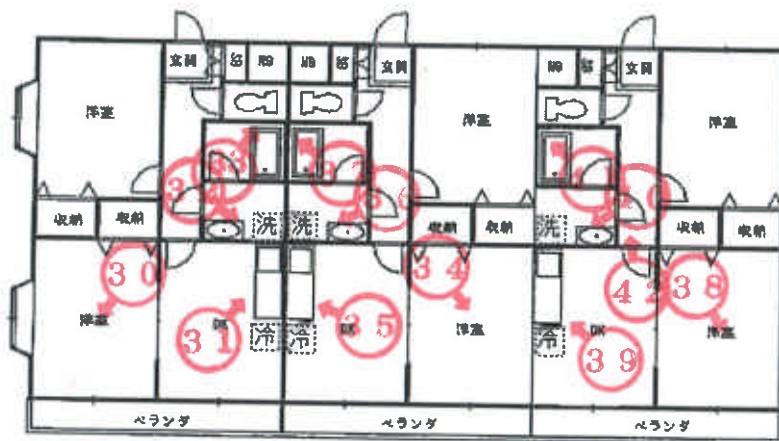 玄関 SB MB MB SB 玄関 MB SB 玄関
洋室 洋室 洋室
収納 収納 収納 収納 収納 収納
洗 洗 洗
30 34 42 38
洋室 31 DK 35 DK 洋室 39 DK 洋室
冷 冷 冷
36
ベランダ ベランダ ベランダ